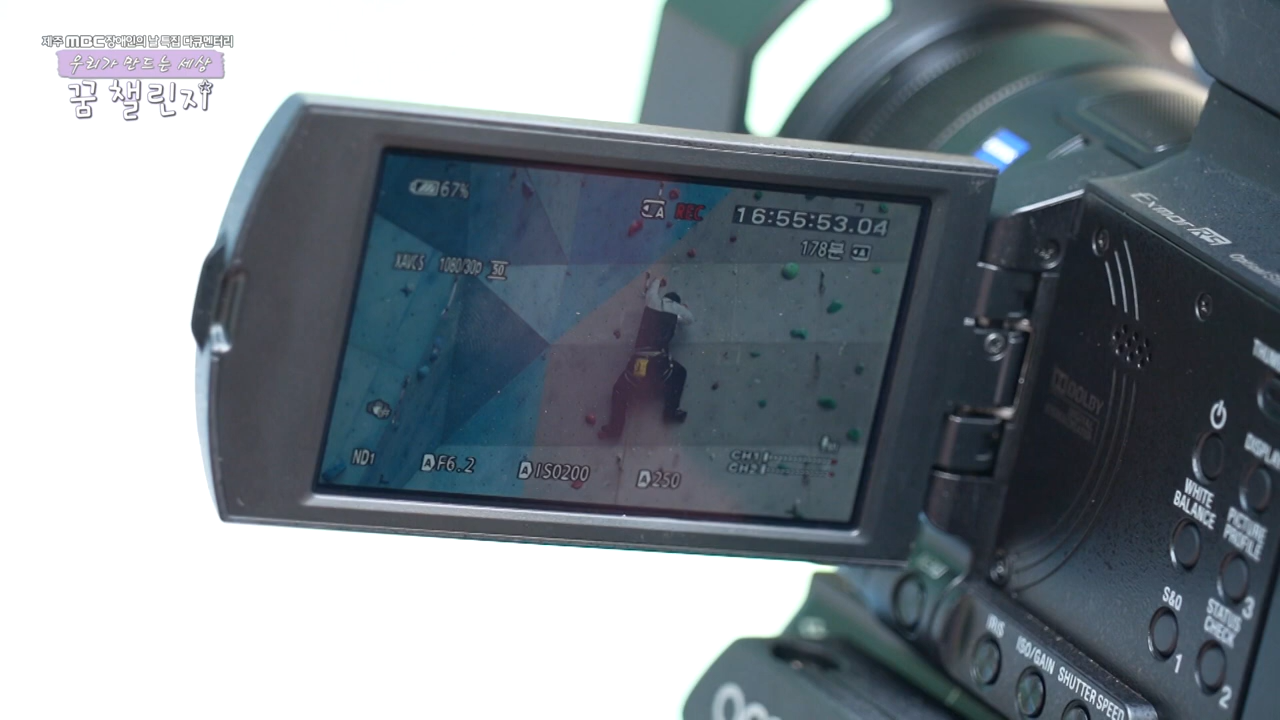 제주 MBC 장애인의 날 특집 다큐멘터리
우리가 만드는 세상
꿈 챌린지
67%
A REC
16:55:53.04
178분 A
XAVC S 1080/30p 50
ND1
A F6.2
A ISO200
A 250
CH1
CH2
Exmor RS
DOLBY
DISPLAY
WHITE
BALANCE
PICTURE
PROFILE
3
S&Q
1
STATUS
CHECK
2
IRIS
ISO/GAIN
SHUTTER SPEED